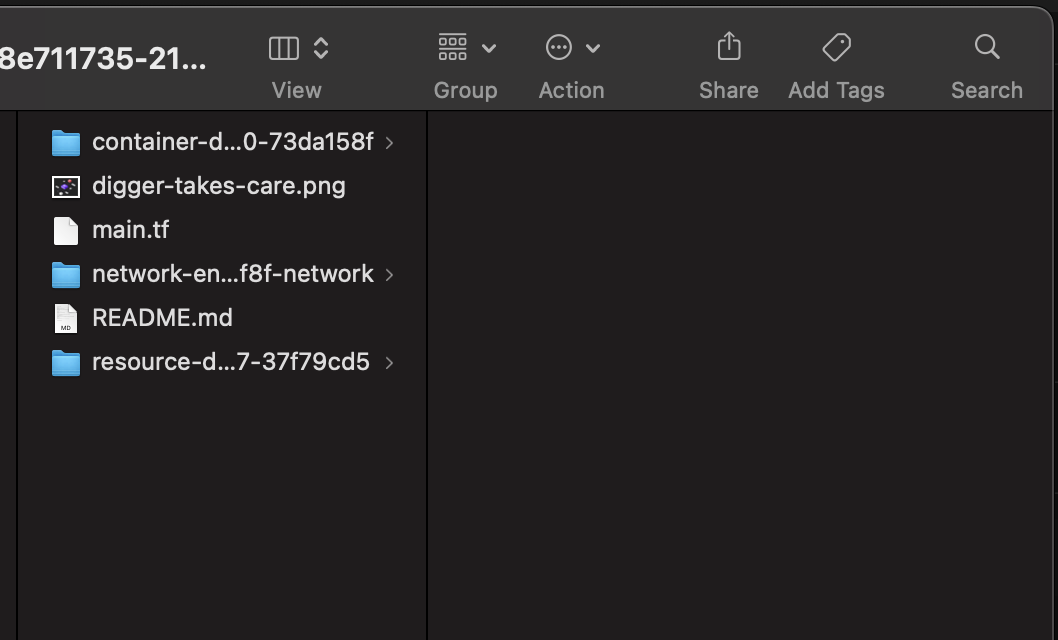 8e711735-21...
View
Group
Action
Share
Add Tags
Search
container-d...0-73da158f
digger-takes-care.png
main.tf
network-en...f8f-network
README.md
MD
resource-d...7-37f79cd5